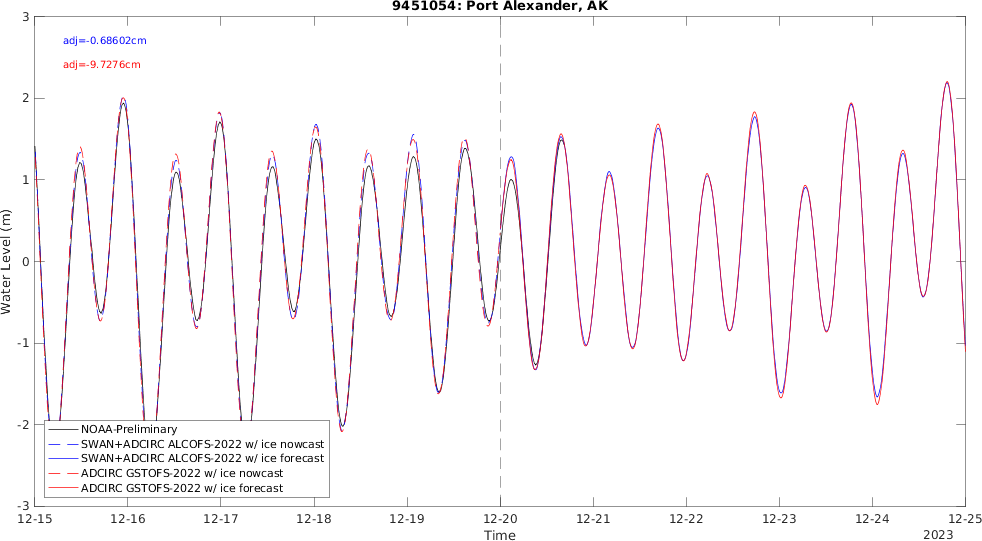 9451054: Port Alexander, AK
adj=-0.68602cm
adj=-9.7276cm
Water Level (m)
3
2
1
0
-1
-2
-3
NOAA-Preliminary
SWAN+ADCIRC ALCOFS-2022 w/ ice nowcast
SWAN+ADCIRC ALCOFS-2022 w/ ice forecast
ADCIRC GSTOFS-2022 w/ ice nowcast
ADCIRC GSTOFS-2022 w/ ice forecast
12-15 12-16 12-17 12-18 12-19 12-20 12-21 12-22 12-23 12-24 12-25
Time
2023